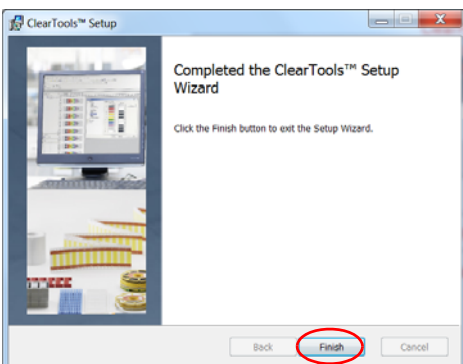 ClearTools™ Setup
Completed the ClearTools™ Setup
Wizard
Click the Finish button to exit the Setup Wizard.
Back
Finish
Cancel